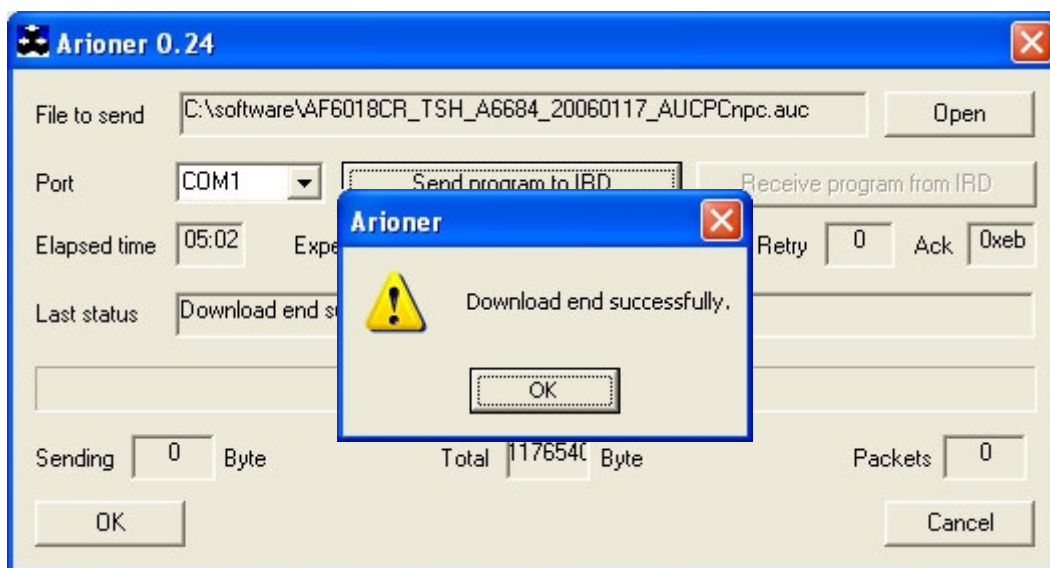 Arioner 0.24
File to send C:\software\AF6018CR_TSH_A6684_20060117_AUCPCnpc.auc Open
Port COM1 Send program to IRD Receive program from IRD
Arioner
Elapsed time 05:02 Retry 0 Ack 0xeb
Download end successfully.
Last status Download end
OK
Sending 0 Byte Total Byte Packets 0
OK Cancel